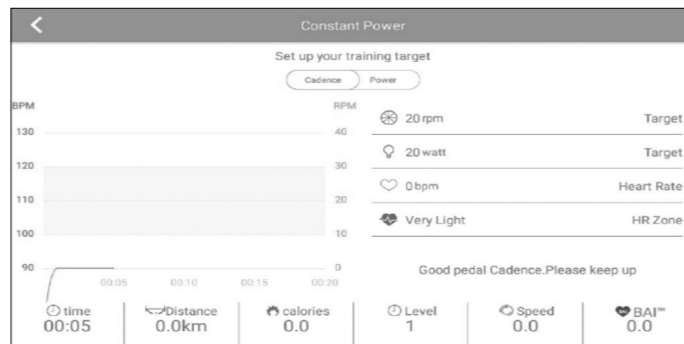 Constant Power
Set up your training target
Cadence Power
BPM RPM
130 40
120 30
110 20
100 10
90 0
00:05 00:10 00:15 00:20
20 rpm Target
20 watt Target
0 bpm Heart Rate
Very Light HR Zone
Good pedal Cadence.Please keep up
time Distance calories Level Speed BAI™
00:05 0.0km 0.0 1 0.0 0.0